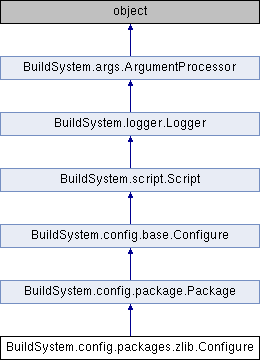 object
BuildSystem.args.ArgumentProcessor
BuildSystem.logger.Logger
BuildSystem.script.Script
BuildSystem.config.base.Configure
BuildSystem.config.package.Package
BuildSystem.config.packages.zlib.Configure